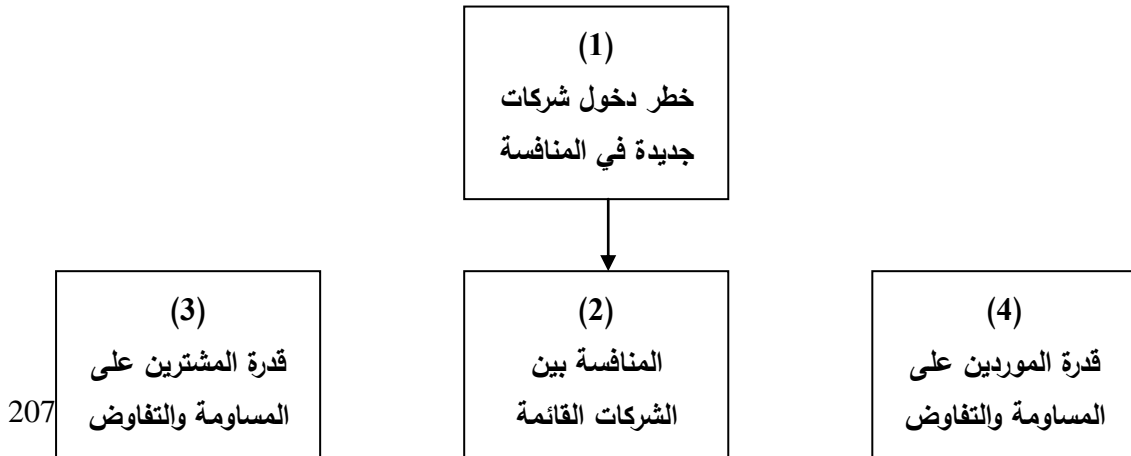 (1)
خطر دخول شركات
جديدة في المنافسة
(4)
قدرة الموردين على
المساومة والتفاوض
(2)
المنافسة بين
الشركات القائمة
(3)
قدرة المشترين على
المساومة والتفاوض
207